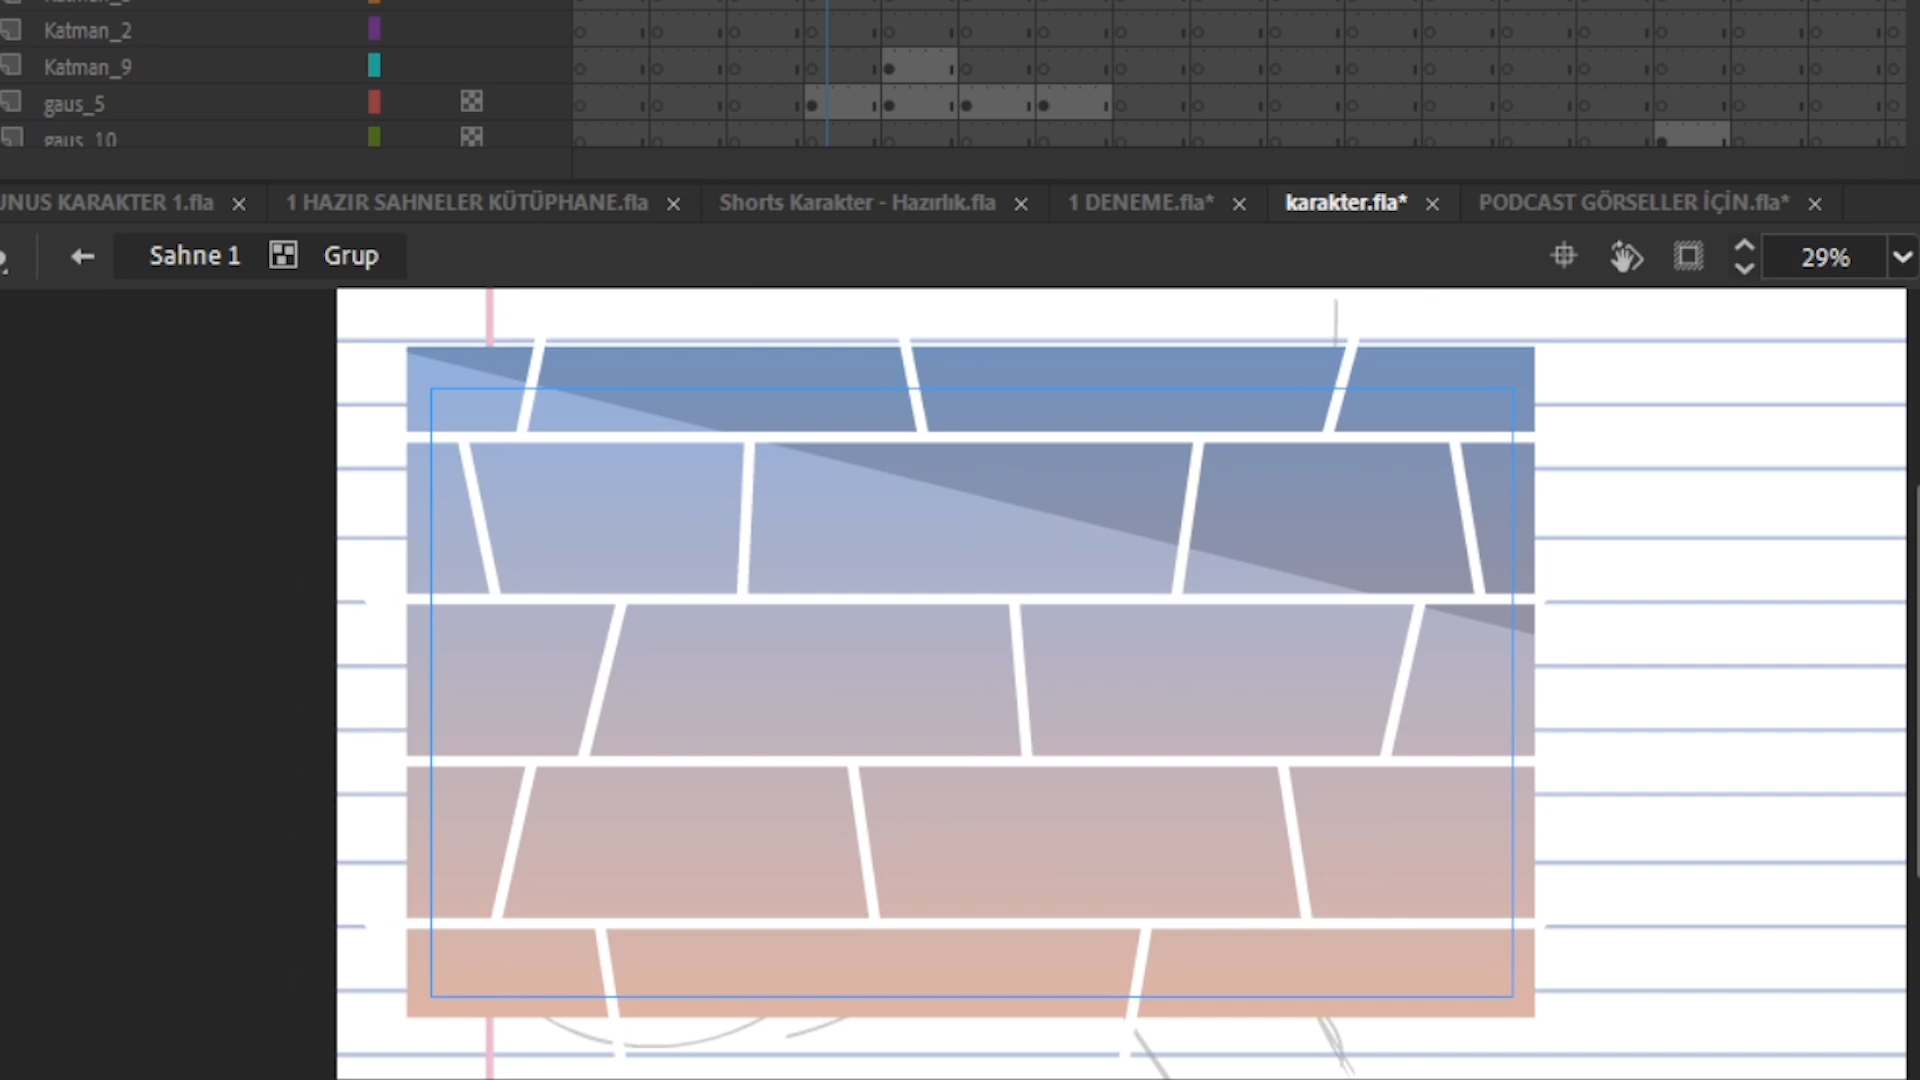 Katman_2
Katman_9
gaus_5
gaus_10
UNUS KARAKTER 1.fla
1 HAZIR SAHNELER KÜTÜPHANE.fla
Shorts Karakter - Hazırlık.fla
1 DENEME.fla*
karakter.fla*
PODCAST GÖRSELLER İÇİN.fla*
Sahne 1
Grup
29%